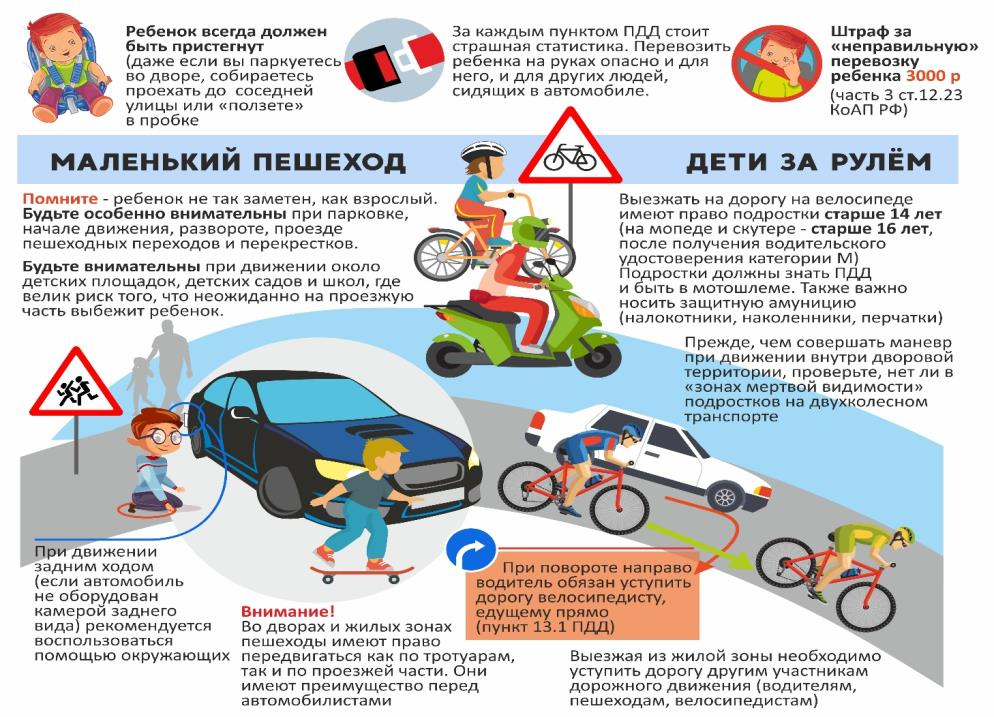 Ребенок всегда должен
быть пристегнут
(даже если вы паркуетесь
во дворе, собираетесь
проехать до соседней
улицы или «ползете»
в пробке
За каждым пунктом ПДД стоит
страшная статистика. Перевозить
ребенка на руках опасно и для
него, и для других людей,
сидящих в автомобиле.
Штраф за
«неправильную»
перевозку
ребенка 3000 р
(часть 3 ст.12.23
КоАП РФ)
МАЛЕНЬКИЙ ПЕШЕХОД
Помните - ребенок не так заметен, как взрослый.
Будьте особенно внимательны при парковке,
начале движения, развороте, проезде
пешеходных переходов и перекрестков.
Будьте внимательны при движении около
детских площадок, детских садов и школ, где
велик риск того, что неожиданно на проезжую
часть выбежит ребенок.
ДЕТИ ЗА РУЛЁМ
Выезжать на дорогу на велосипеде
имеют право подростки старше 14 лет
(на мопеде и скутере - старше 16 лет,
после получения водительского
удостоверения категории М)
Подростки должны знать ПДД
и быть в мотошлеме. Также важно
носить защитную амуницию
(налокотники, наколенники, перчатки)
Прежде, чем совершать маневр
при движении внутри дворовой
территории, проверьте, нет ли в
«зонах мертвой видимости»
подростков на двухколесном
транспорте
При движении
задним ходом
(если автомобиль
не оборудован
камерой заднего
вида) рекомендуется
воспользоваться
помощью окружающих
Внимание!
Во дворах и жилых зонах
пешеходы имеют право
передвигаться как по тротуарам,
так и по проезжей части. Они
имеют преимущество перед
автомобилистами
При повороте направо
водитель обязан уступить
дорогу велосипедисту,
едущему прямо
(пункт 13.1 ПДД)
Выезжая из жилой зоны необходимо
уступить дорогу другим участникам
дорожного движения (водителям,
пешеходам, велосипедистам)